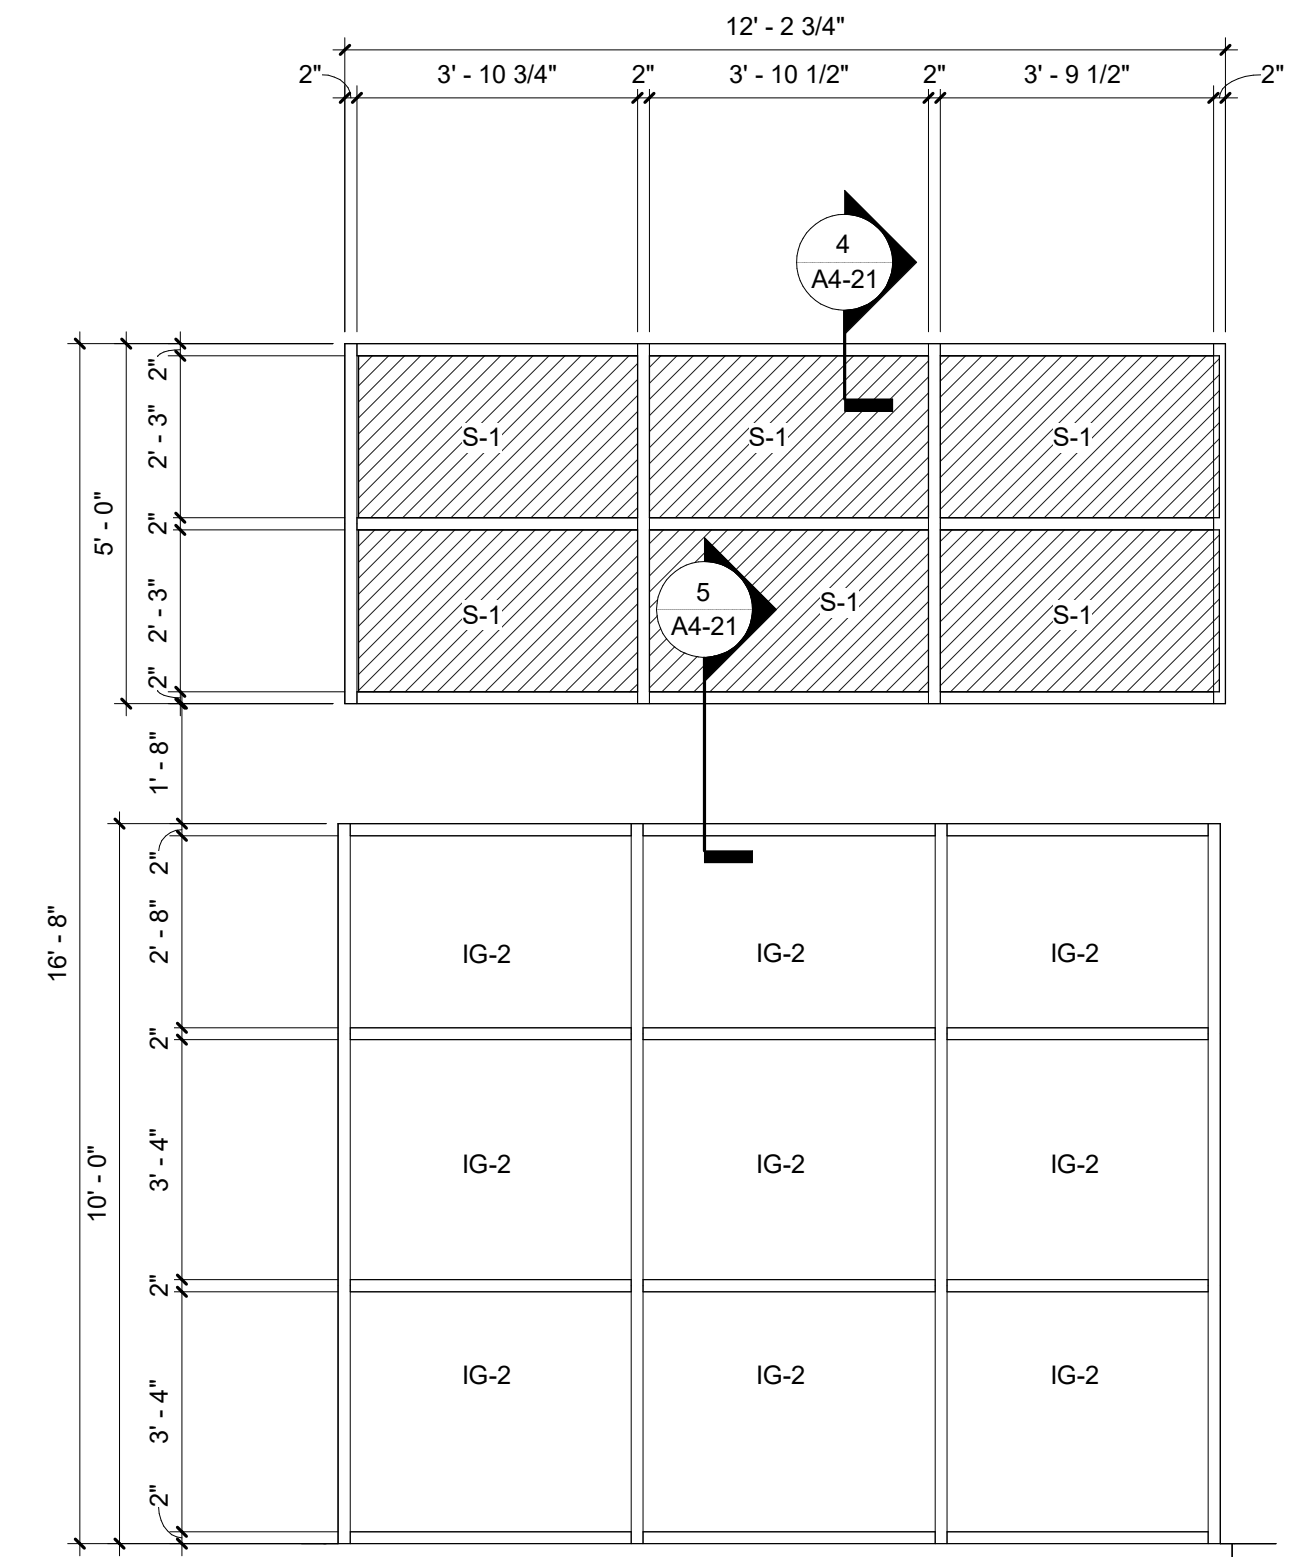 12' - 2 3/4"
2" 3' - 10 3/4" 2" 3' - 10 1/2" 2" 3' - 9 1/2" 2"
4
A4-21
2"
2' - 3"
2"
2' - 3"
2"
5' - 0"
S-1 S-1 S-1
5
A4-21
S-1 S-1 S-1
1' - 8"
16' - 8"
10' - 0"
2"
2' - 8"
2"
3' - 4"
2"
3' - 4"
2"
IG-2 IG-2 IG-2
IG-2 IG-2 IG-2
IG-2 IG-2 IG-2